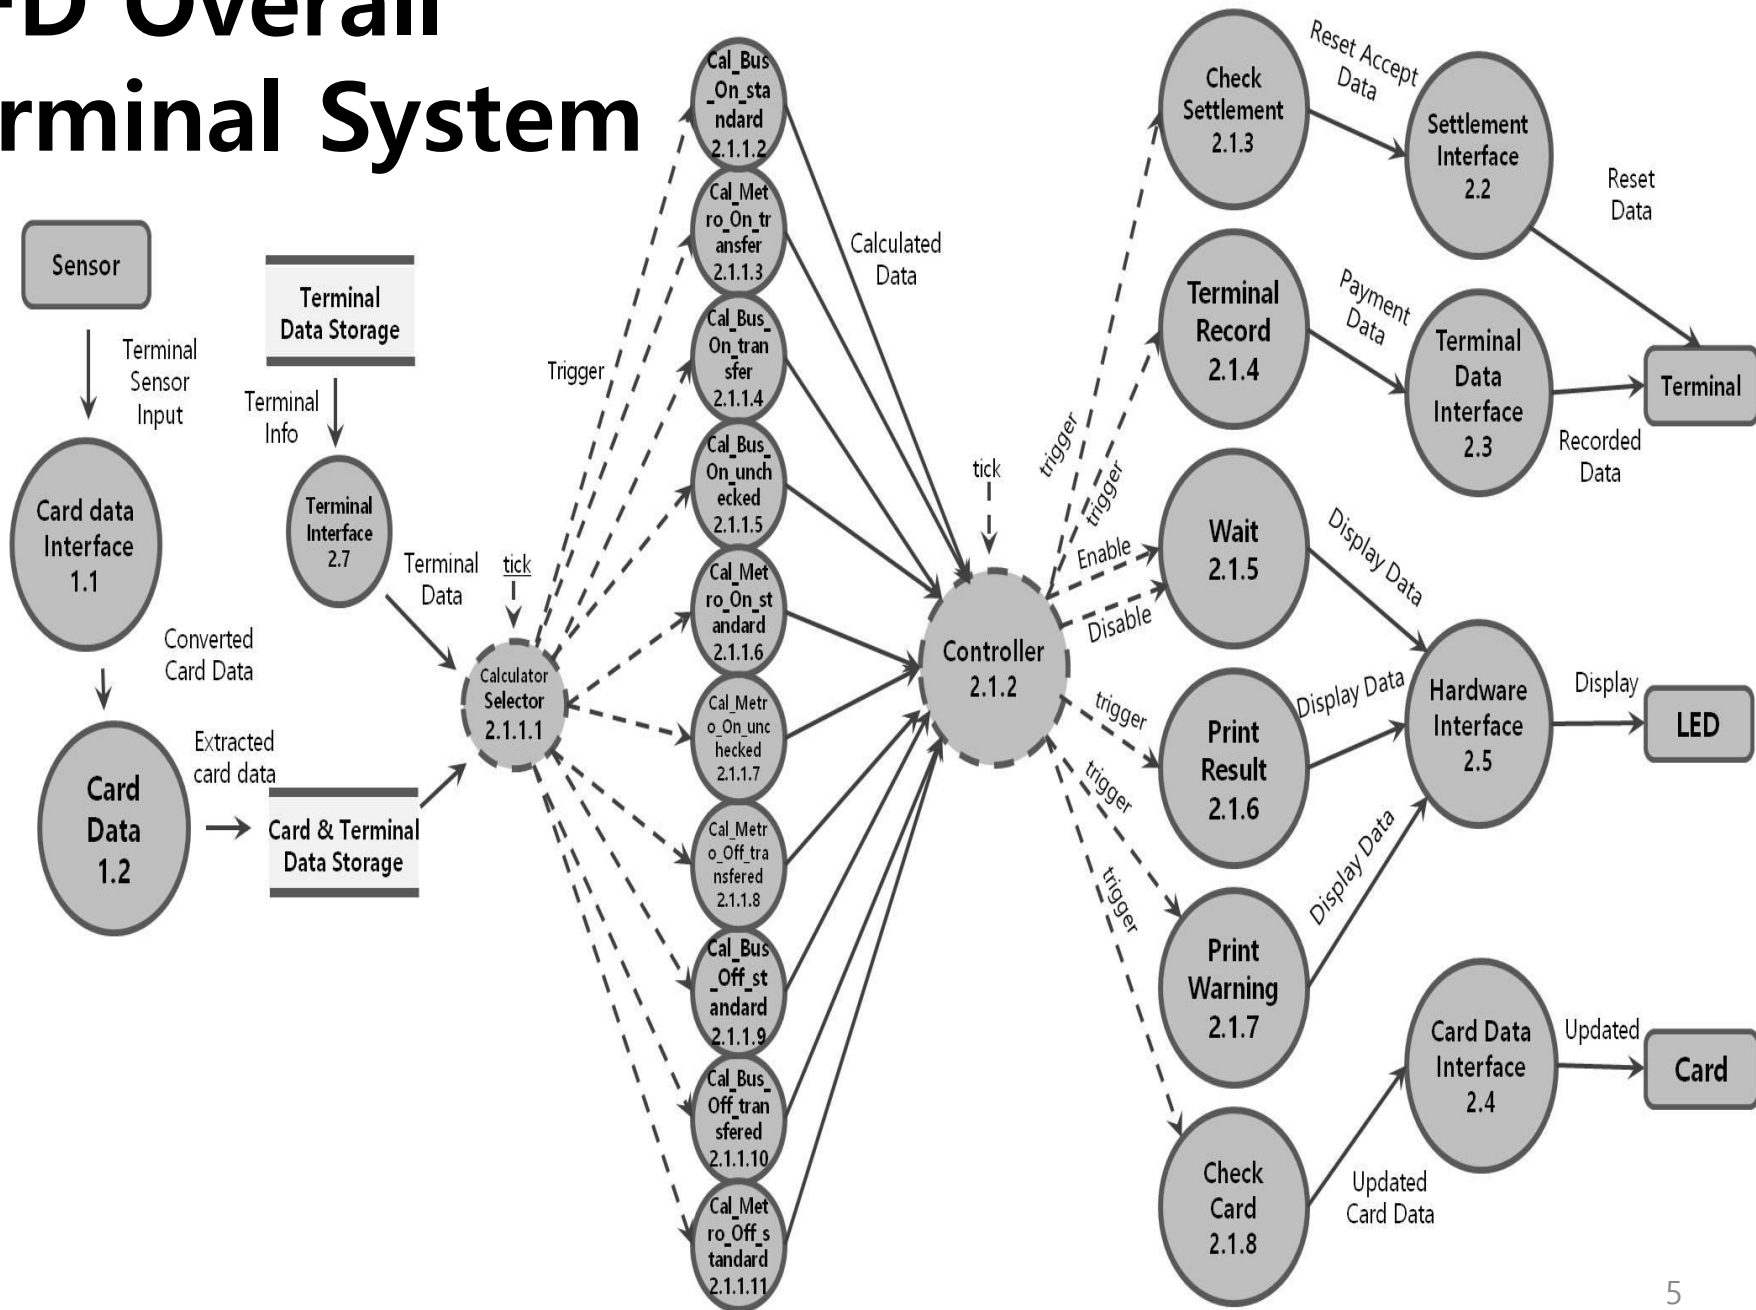 FD Overall
rminal System
Sensor
Terminal
Sensor
Input
Card data
Interface
1.1
Converted
Card Data
Card
Data
1.2
Extracted
card data
Terminal
Data Storage
Terminal
Info
Terminal
Interface
2.7
Terminal
Data
Card & Terminal
Data Storage
tick
Calculator
Selector
2.1.1.1
Trigger
Cal_Bus
_On_sta
ndard
2.1.1.2
Cal_Met
ro_On_tr
ansfer
2.1.1.3
Cal_Bus_
On_tran
sfer
2.1.1.4
Cal_Bus_
On_unch
ecked
2.1.1.5
Cal_Met
ro_On_st
andard
2.1.1.6
Cal_Metr
o_On_unc
hecked
2.1.1.7
Cal_Metr
o_Off_tra
nsfered
2.1.1.8
Cal_Bus
_Off_st
andard
2.1.1.9
Cal_Bus_
Off_tran
sfered
2.1.1.10
Cal_Met
ro_Off_s
tandard
2.1.1.11
Calculated
Data
tick
Controller
2.1.2
trigger
trigger
Enable
Disable
trigger
trigger
trigger
Check
Settlement
2.1.3
Terminal
Record
2.1.4
Wait
2.1.5
Print
Result
2.1.6
Print
Warning
2.1.7
Check
Card
2.1.8
Reset Accept
Data
Payment
Data
Display Data
Display Data
Display Data
Updated
Card Data
Settlement
Interface
2.2
Terminal
Data
Interface
2.3
Hardware
Interface
2.5
Card Data
Interface
2.4
Reset
Data
Recorded
Data
Display
Updated
Terminal
LED
Card
5